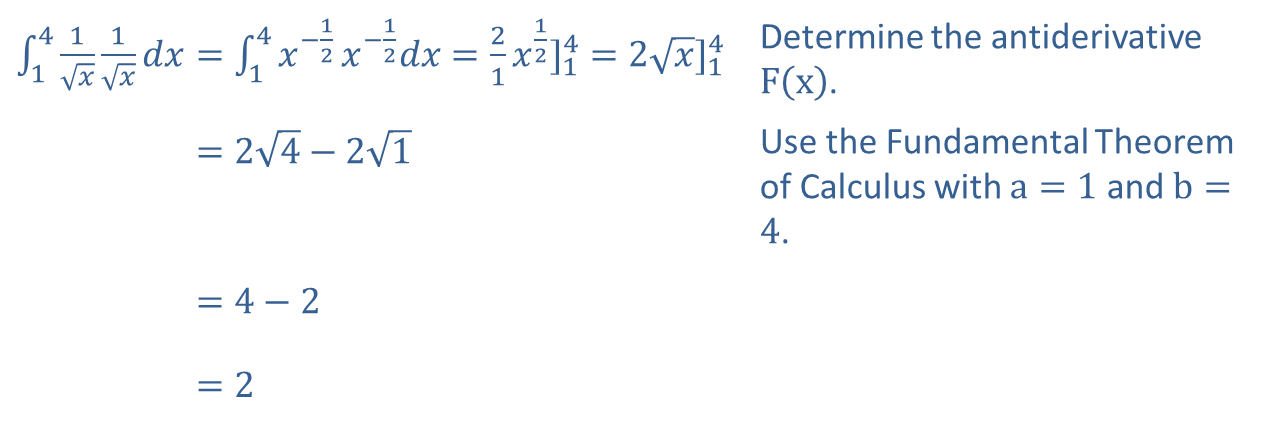 ∫₁⁴ 1/√x 1/√x dx = ∫₁⁴ x^(−1/2) x^(−1/2) dx = 2/1 x^(1/2)]₁⁴ = 2√x]₁⁴ Determine the antiderivative
F(x).
= 2√4 − 2√1 Use the Fundamental Theorem
of Calculus with a = 1 and b =
4.
= 4 − 2
= 2